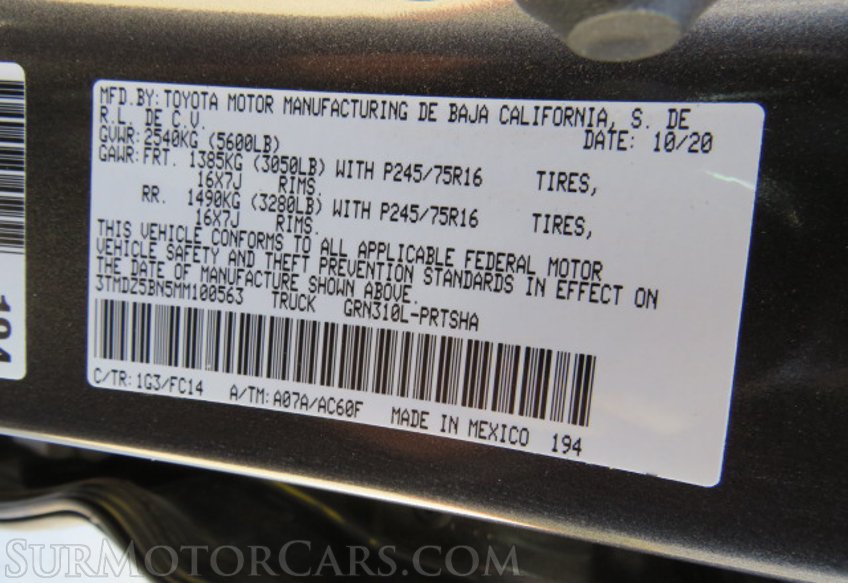 MFD.BY: TOYOTA MOTOR MANUFACTURING DE BAJA CALIFORNIA, S. DE
R.L. DE C.V. DATE: 10/20
GVWR: 2540KG (5600LB)
GAWR: FRT. 1385KG (3050LB) WITH P245/75R16 TIRES,
16X7J RIMS.
RR. 1490KG (3280LB) WITH P245/75R16 TIRES,
16X7J RIMS.
THIS VEHICLE CONFORMS TO ALL APPLICABLE FEDERAL MOTOR
VEHICLE SAFETY AND THEFT PREVENTION STANDARDS IN EFFECT ON
THE DATE OF MANUFACTURE SHOWN ABOVE.
3TMDZ5BN5MM100563 TRUCK GRN310L-PRTSHA
C/TR: 1G3/FC14 A/TM: A07A/AC60F MADE IN MEXICO 194
194
SURMOTORCARS.COM